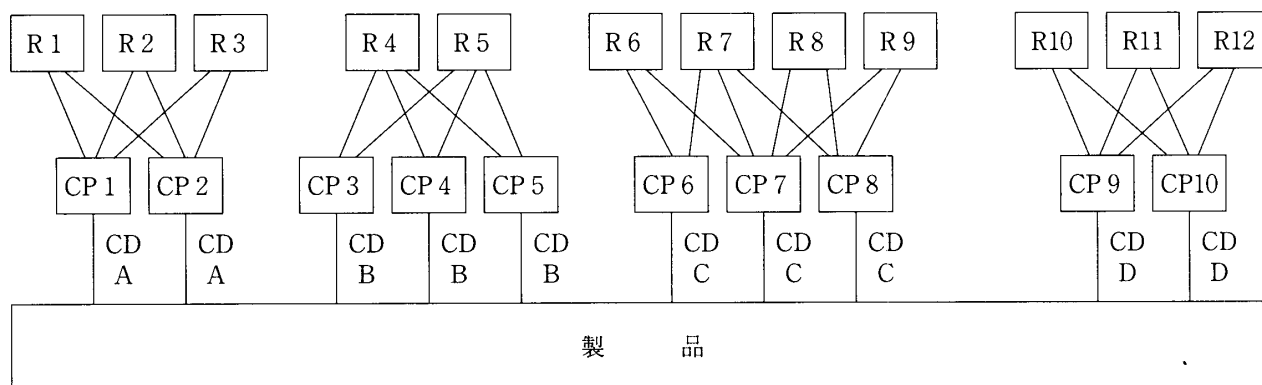 R1 R2 R3 R4 R5 R6 R7 R8 R9 R10 R11 R12
CP1 CP2 CP3 CP4 CP5 CP6 CP7 CP8 CP9 CP10
CD CD CD CD CD CD CD CD CD CD
A A B B B C C C D D
製品